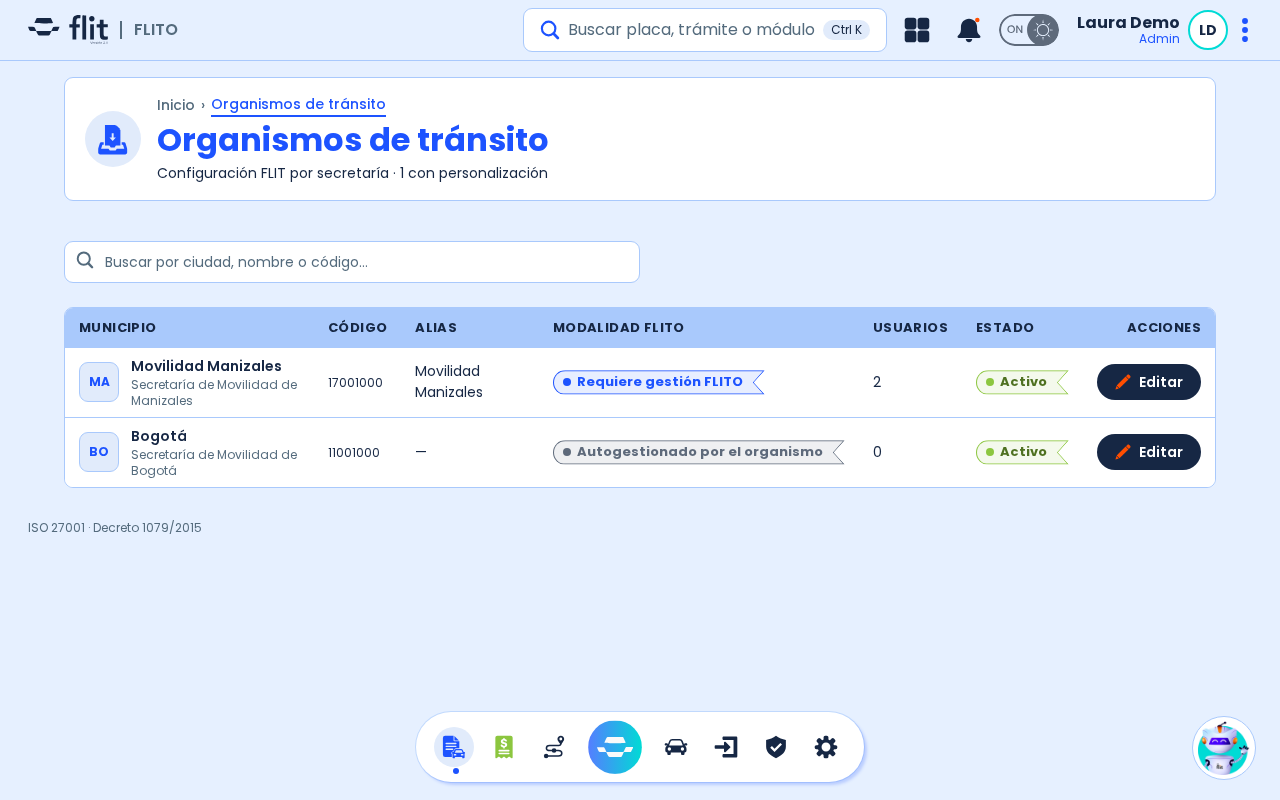 flit | FLITO
Buscar placa, trámite o módulo Ctrl K
ON
Laura Demo
Admin
LD
Inicio › Organismos de tránsito
Organismos de tránsito
Configuración FLIT por secretaría · 1 con personalización
Buscar por ciudad, nombre o código...
MUNICIPIO CÓDIGO ALIAS MODALIDAD FLITO USUARIOS ESTADO ACCIONES
MA Movilidad Manizales
Secretaría de Movilidad de
Manizales
17001000
Movilidad
Manizales
Requiere gestión FLITO
2
Activo
Editar
BO Bogotá
Secretaría de Movilidad de
Bogotá
11001000
—
Autogestionado por el organismo
0
Activo
Editar
ISO 27001 · Decreto 1079/2015